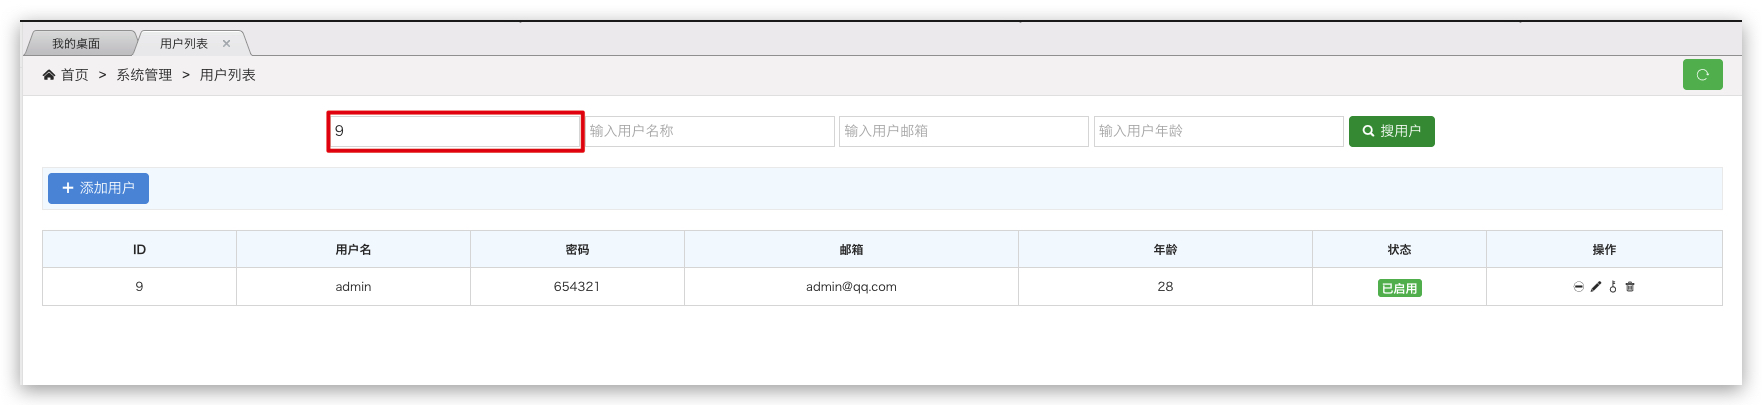 我的桌面 用户列表
首页 > 系统管理 > 用户列表
9 输入用户名称 输入用户邮箱 输入用户年龄 搜用户
添加用户
ID 用户名 密码 邮箱 年龄 状态 操作
9 admin 654321 admin@qq.com 28 已启用